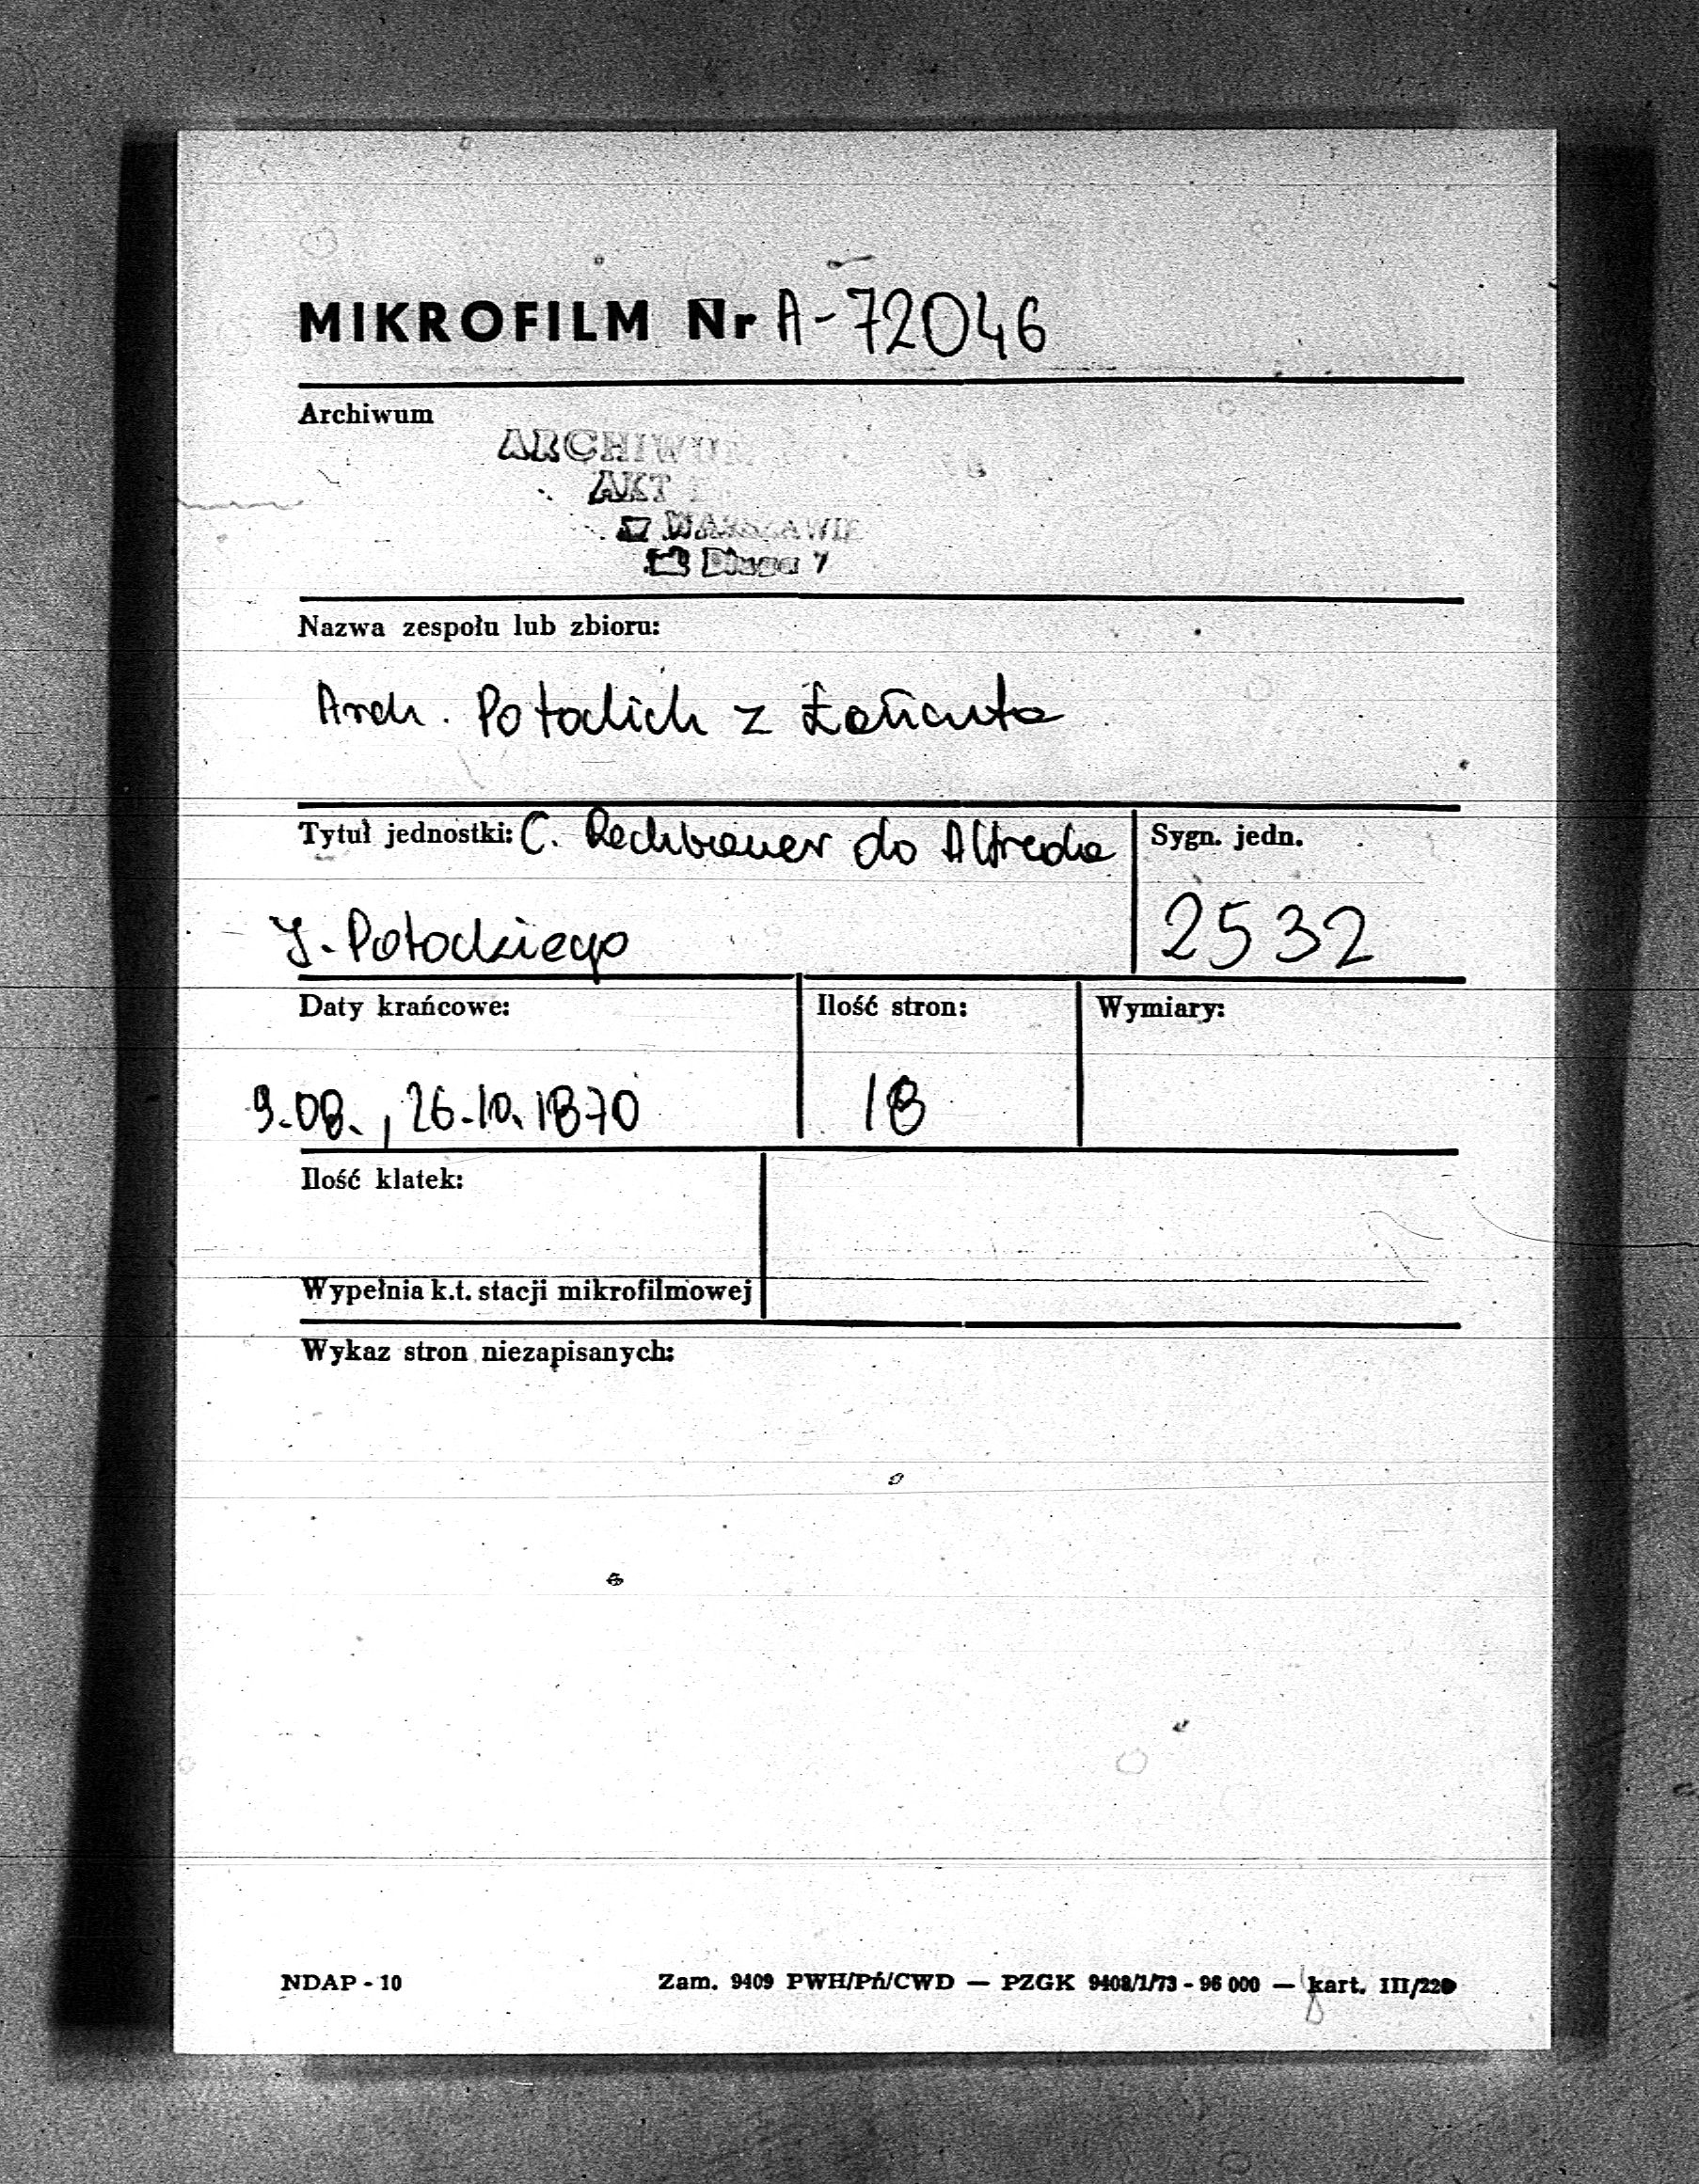 MIKROFILM Nr A-72046
Archiwum
ARCHIWUM
AKT
W WARSZAWIE
Długa 7
Nazwa zespołu lub zbioru:
Arch. Potockich z Łańcuta
Tytuł jednostki: C. Rechbauer do Alfreda
Sygn. jedn.
J. Potockiego
2532
Daty krańcowe:
Ilość stron:
Wymiary:
9.08., 26.10.1870
18
Ilość klatek:
Wypełnia k.t. stacji mikrofilmowej
Wykaz stron niezapisanych:
NDAP - 10
Zam. 9409 PWH/Pń/CWD — PZGK 9408/1/73 - 96 000 — kart. III/220